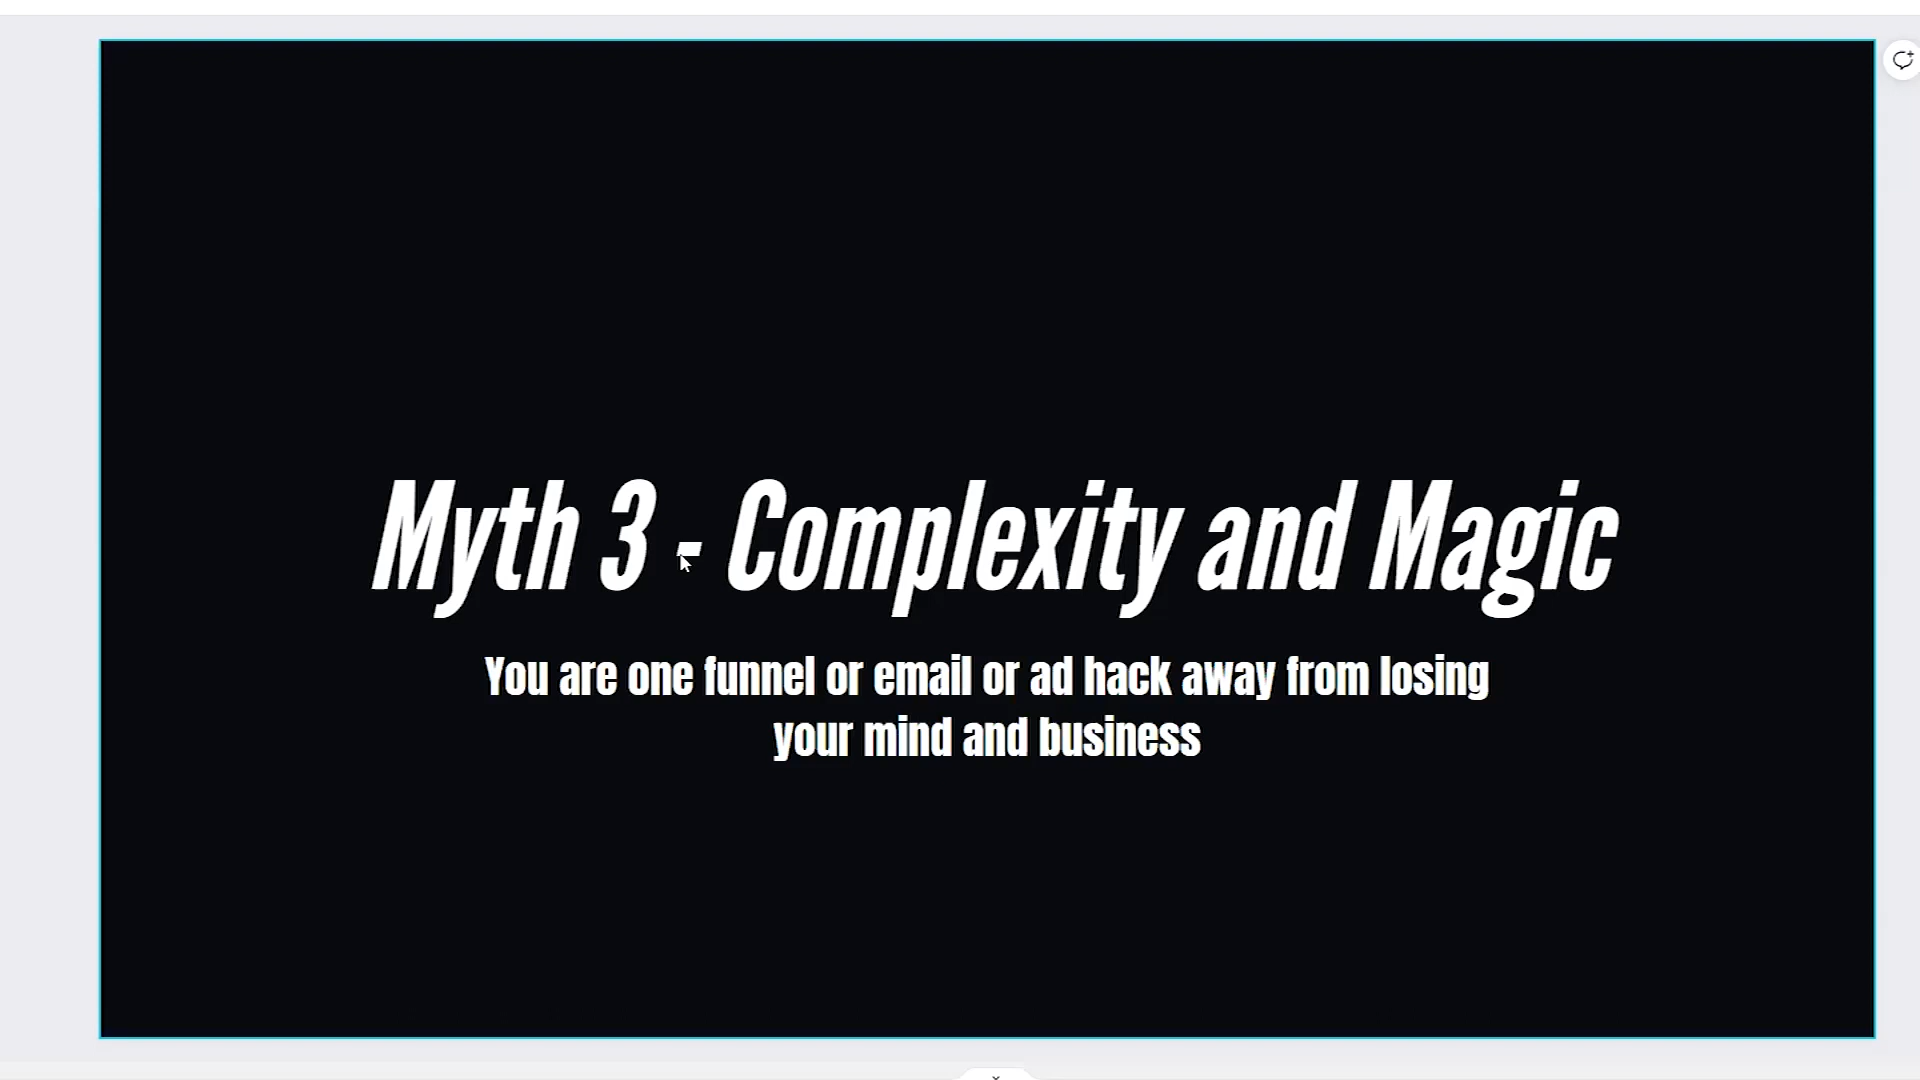 Myth 3 - Complexity and Magic
You are one funnel or email or ad hack away from losing
your mind and business